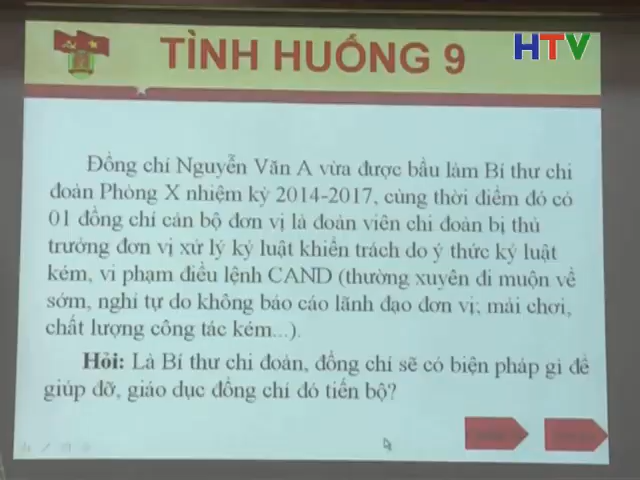 TÌNH HUỐNG 9
HTV
Đồng chí Nguyễn Văn A vừa được bầu làm Bí thư chi
đoàn Phòng X nhiệm kỳ 2014-2017, cùng thời điểm đó có
01 đồng chí cán bộ đơn vị là đoàn viên chi đoàn bị thủ
trưởng đơn vị xử lý kỷ luật khiển trách do ý thức kỷ luật
kém, vi phạm điều lệnh CAND (thường xuyên đi muộn về
sớm, nghỉ tự do không báo cáo lãnh đạo đơn vị; mải chơi,
chất lượng công tác kém...).
Hỏi: Là Bí thư chi đoàn, đồng chí sẽ có biện pháp gì để
giúp đỡ, giáo dục đồng chí đó tiến bộ?